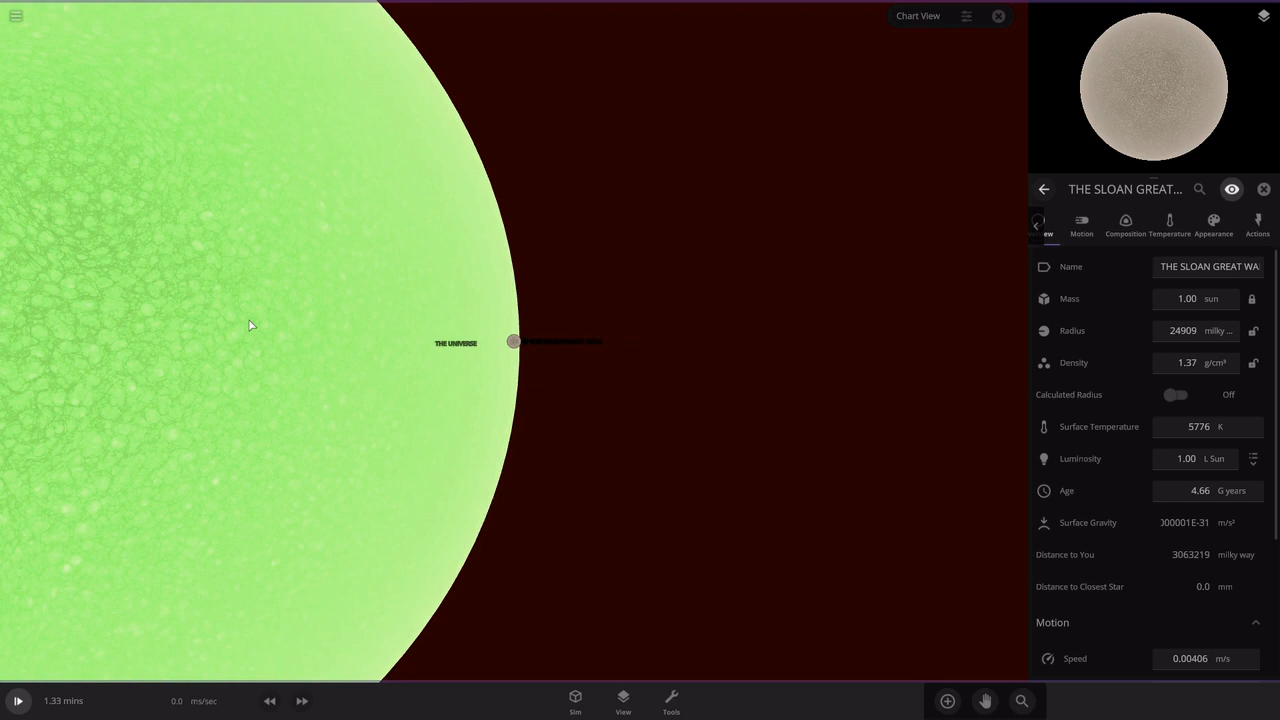 Chart View
THE SLOAN GREAT...
Motion
Composition
Temperature
Appearance
Actions
Name
THE SLOAN GREAT WA
Mass
1.00 sun
Radius
24909 milky ...
Density
1.37 g/cm³
Calculated Radius
Off
Surface Temperature
5776 K
Luminosity
1.00 L Sun
Age
4.66 G years
Surface Gravity
000001E-31 m/s²
Distance to You
3063219 milky way
Distance to Closest Star
0.0 mm
Motion
Speed
0.00406 m/s
THE UNIVERSE
1.33 mins
0.0 ms/sec
Sim
View
Tools